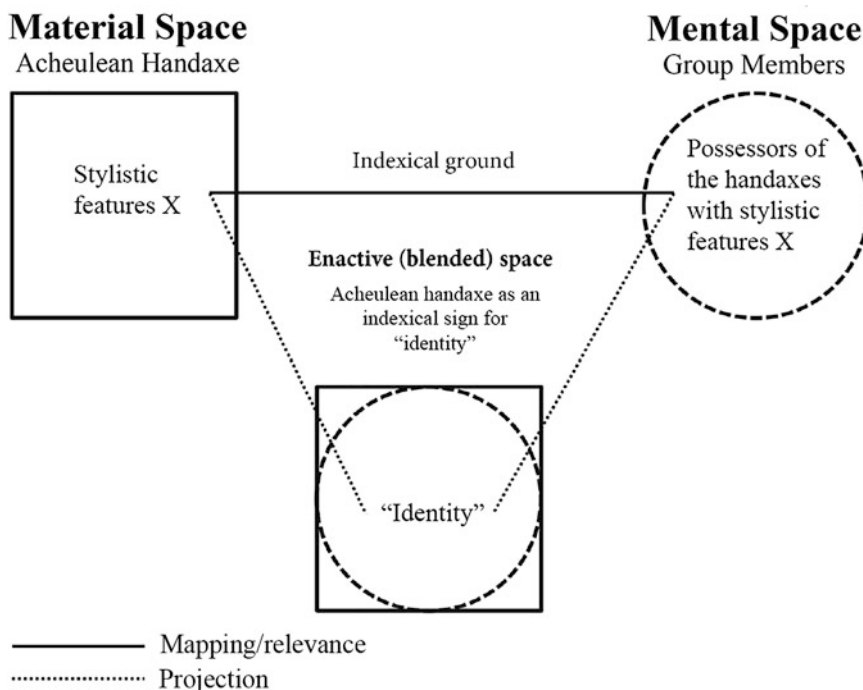 Material Space
Acheulean Handaxe
Mental Space
Group Members
Stylistic
features X
Indexical ground
Possessors of
the handaxes
with stylistic
features X
Enactive (blended) space
Acheulean handaxe as an
indexical sign for
“identity”
“Identity”
Mapping/relevance
Projection